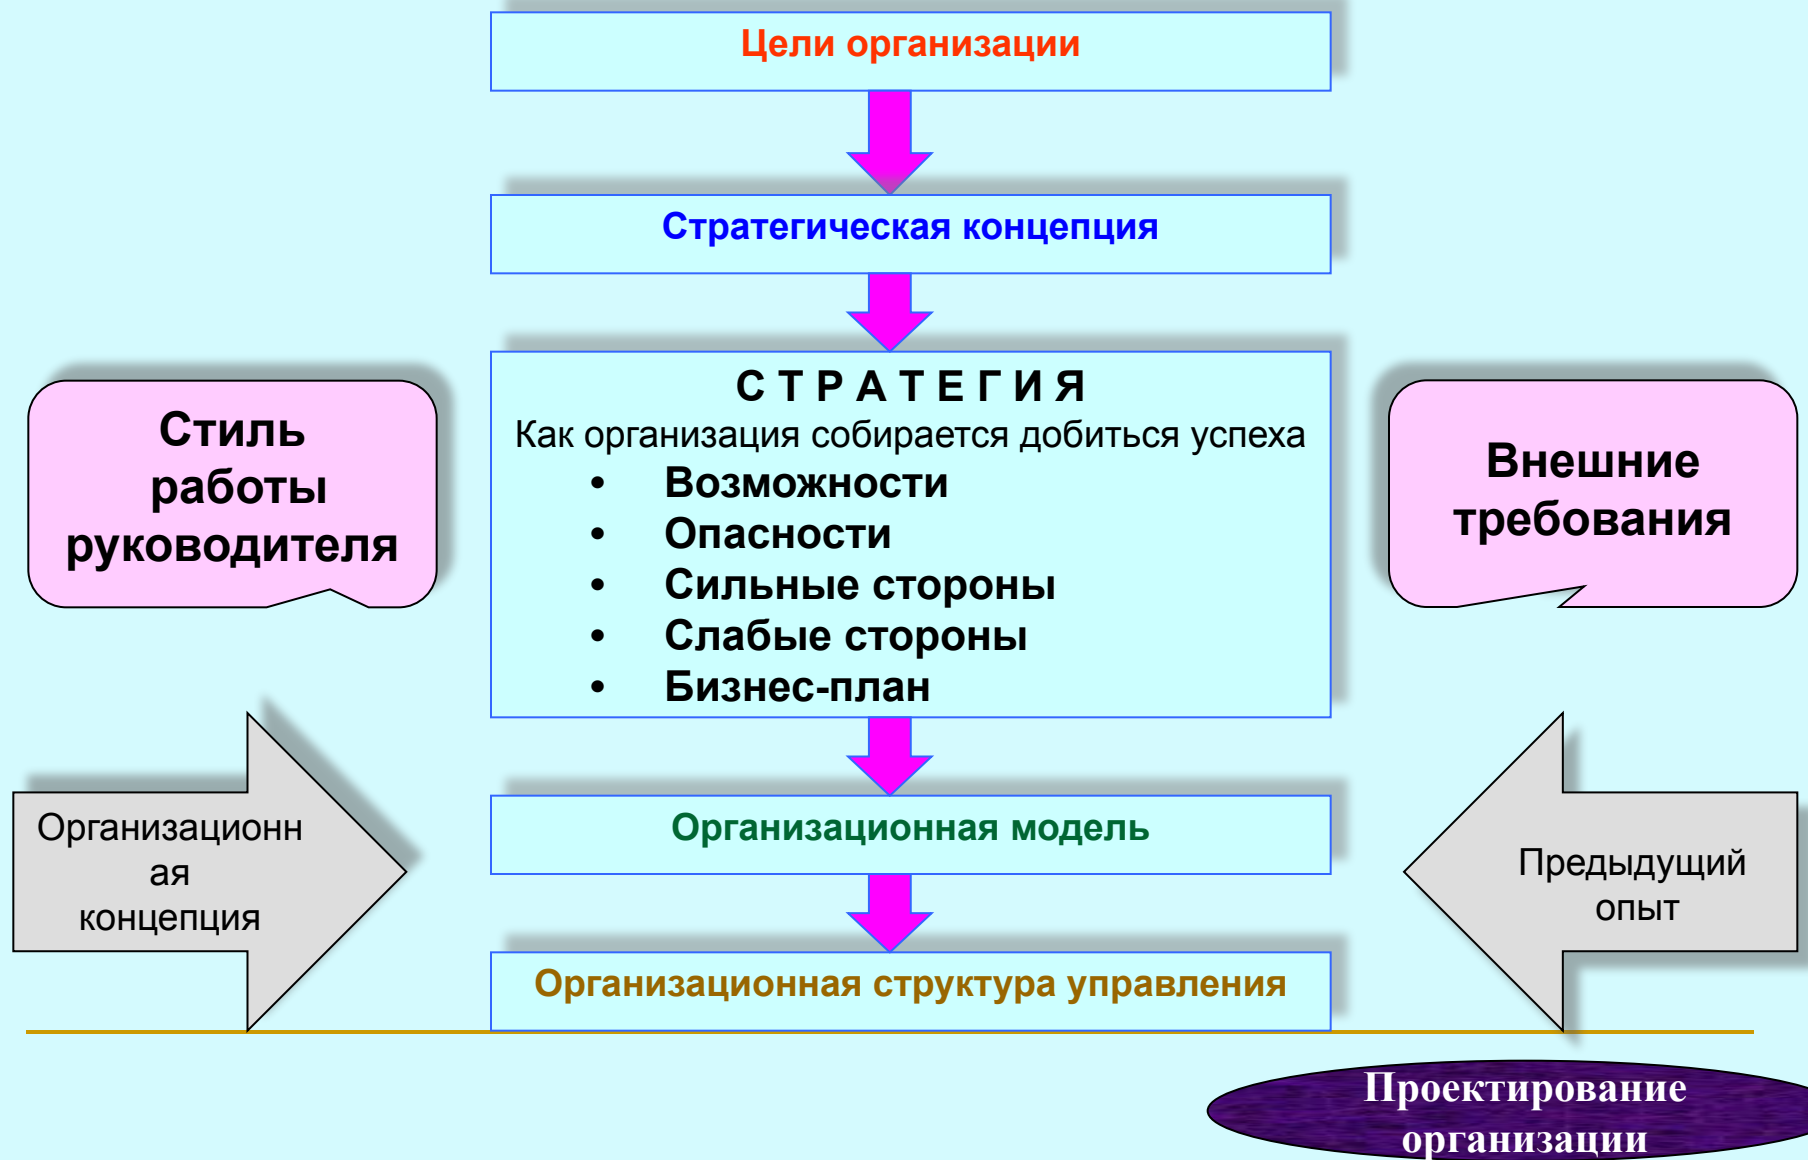 Цели организации
Стратегическая концепция
С Т Р А Т Е Г И Я
Как организация собирается добиться успеха
• Возможности
• Опасности
• Сильные стороны
• Слабые стороны
• Бизнес-план
Стиль
работы
руководителя
Внешние
требования
Организационн
ая
концепция
Организационная модель
Предыдущий
опыт
Организационная структура управления
Проектирование
организации